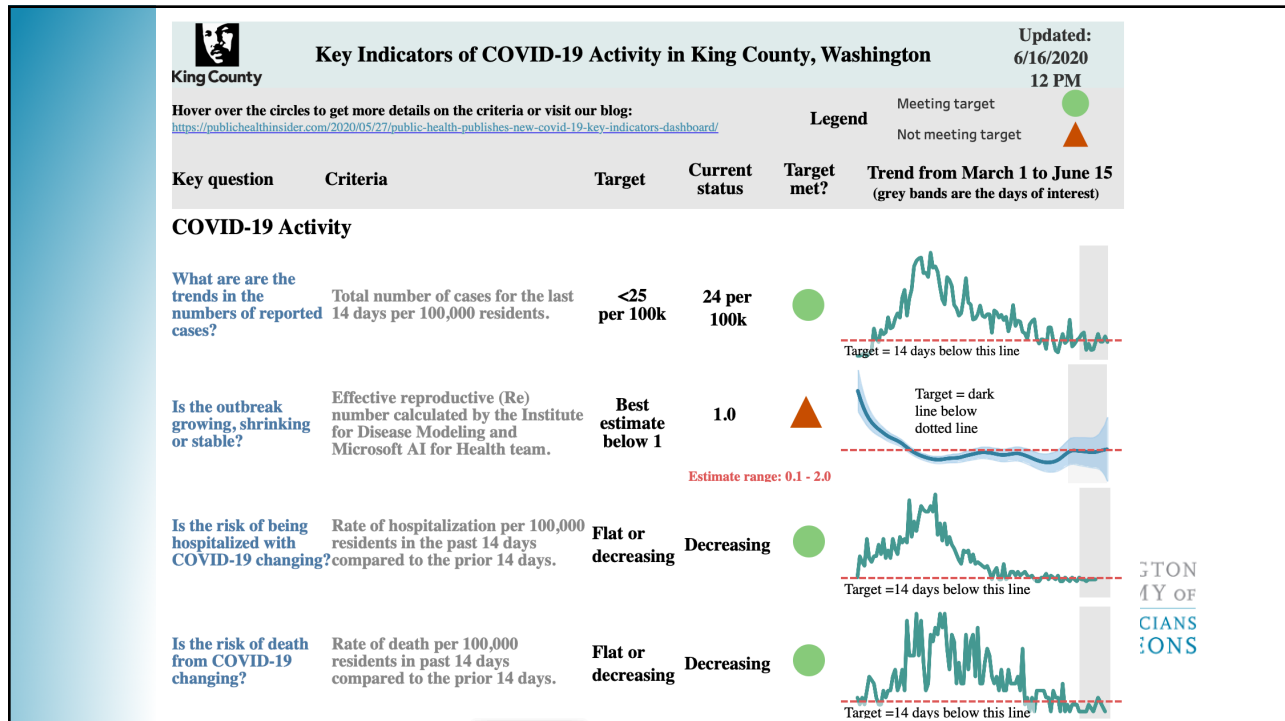 King County
Key Indicators of COVID-19 Activity in King County, Washington
Updated:
6/16/2020
12 PM
Hover over the circles to get more details on the criteria or visit our blog:
https://publichealthinsider.com/2020/05/27/public-health-publishes-new-covid-19-key-indicators-dashboard/
Legend
Meeting target
Not meeting target
Key question
Criteria
Target
Current
status
Target
met?
Trend from March 1 to June 15
(grey bands are the days of interest)
COVID-19 Activity
What are are the
trends in the
numbers of reported
cases?
Total number of cases for the last
14 days per 100,000 residents.
<25
per 100k
24 per
100k
Target = 14 days below this line
Is the outbreak
growing, shrinking
or stable?
Effective reproductive (Re)
number calculated by the Institute
for Disease Modeling and
Microsoft AI for Health team.
Best
estimate
below 1
1.0
Estimate range: 0.1 - 2.0
Target = dark
line below
dotted line
Is the risk of being
hospitalized with
COVID-19 changing?
Rate of hospitalization per 100,000
residents in the past 14 days
compared to the prior 14 days.
Flat or
decreasing
Decreasing
Target =14 days below this line
Is the risk of death
from COVID-19
changing?
Rate of death per 100,000
residents in past 14 days
compared to the prior 14 days.
Flat or
decreasing
Decreasing
Target =14 days below this line
GTON
MY OF
CIANS
EONS